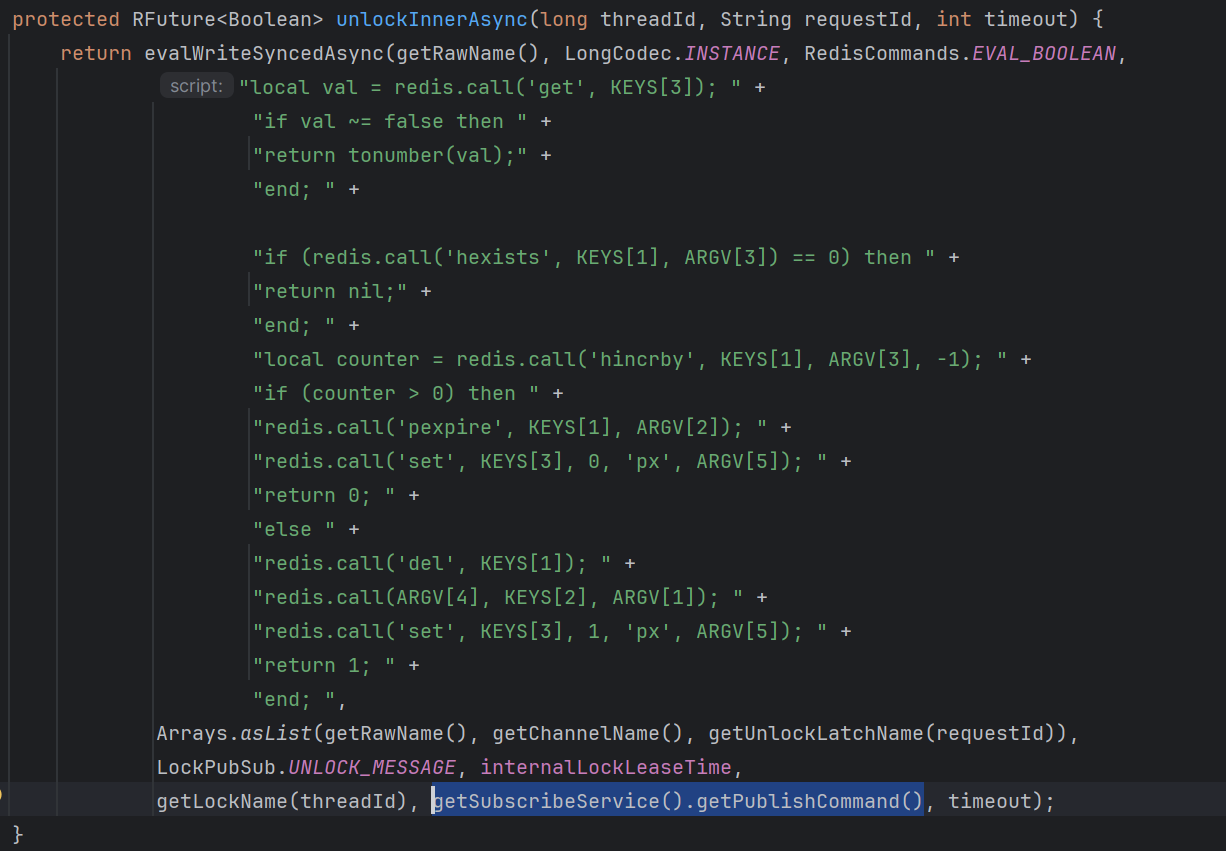 protected RFuture<Boolean> unlockInnerAsync(long threadId, String requestId, int timeout) {
return evalWriteSyncedAsync(getRawName(), LongCodec.INSTANCE, RedisCommands.EVAL_BOOLEAN,
script: "local val = redis.call('get', KEYS[3]); " +
"if val ~= false then " +
"return tonumber(val);" +
"end; " +
"if (redis.call('hexists', KEYS[1], ARGV[3]) == 0) then " +
"return nil;" +
"end; " +
"local counter = redis.call('hincrby', KEYS[1], ARGV[3], -1); " +
"if (counter > 0) then " +
"redis.call('pexpire', KEYS[1], ARGV[2]); " +
"redis.call('set', KEYS[3], 0, 'px', ARGV[5]); " +
"return 0; " +
"else " +
"redis.call('del', KEYS[1]); " +
"redis.call(ARGV[4], KEYS[2], ARGV[1]); " +
"redis.call('set', KEYS[3], 1, 'px', ARGV[5]); " +
"return 1; " +
"end; ",
Arrays.asList(getRawName(), getChannelName(), getUnlockLatchName(requestId)),
LockPubSub.UNLOCK_MESSAGE, internalLockLeaseTime,
getLockName(threadId), getSubscribeService().getPublishCommand(), timeout);
}